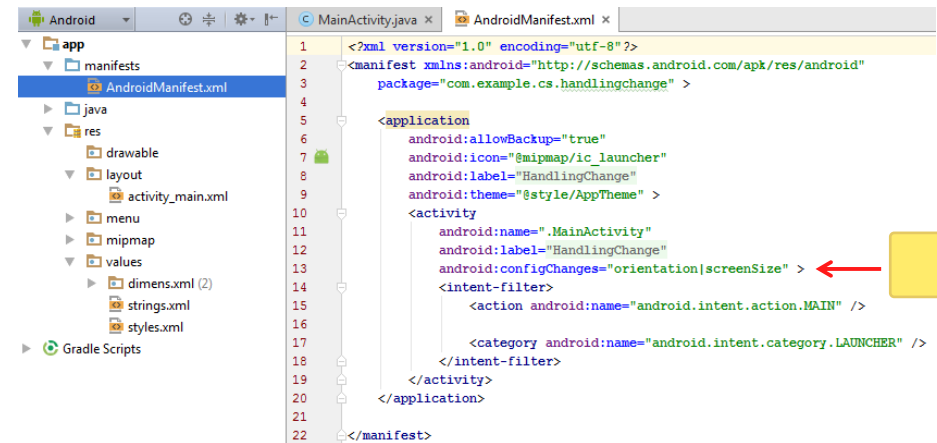 Android
MainActivity.java ×
AndroidManifest.xml ×
app
manifests
AndroidManifest.xml
java
res
drawable
layout
activity_main.xml
menu
mipmap
values
dimens.xml (2)
strings.xml
styles.xml
Gradle Scripts
1 <?xml version="1.0" encoding="utf-8"?>
2 <manifest xmlns:android="http://schemas.android.com/apk/res/android"
3 package="com.example.cs.handlingchange" >
4
5 <application
6 android:allowBackup="true"
7 android:icon="@mipmap/ic_launcher"
8 android:label="HandlingChange"
9 android:theme="@style/AppTheme" >
10 <activity
11 android:name=".MainActivity"
12 android:label="HandlingChange"
13 android:configChanges="orientation|screenSize" >
14 <intent-filter>
15 <action android:name="android.intent.action.MAIN" />
16
17 <category android:name="android.intent.category.LAUNCHER" />
18 </intent-filter>
19 </activity>
20 </application>
21
22 </manifest>